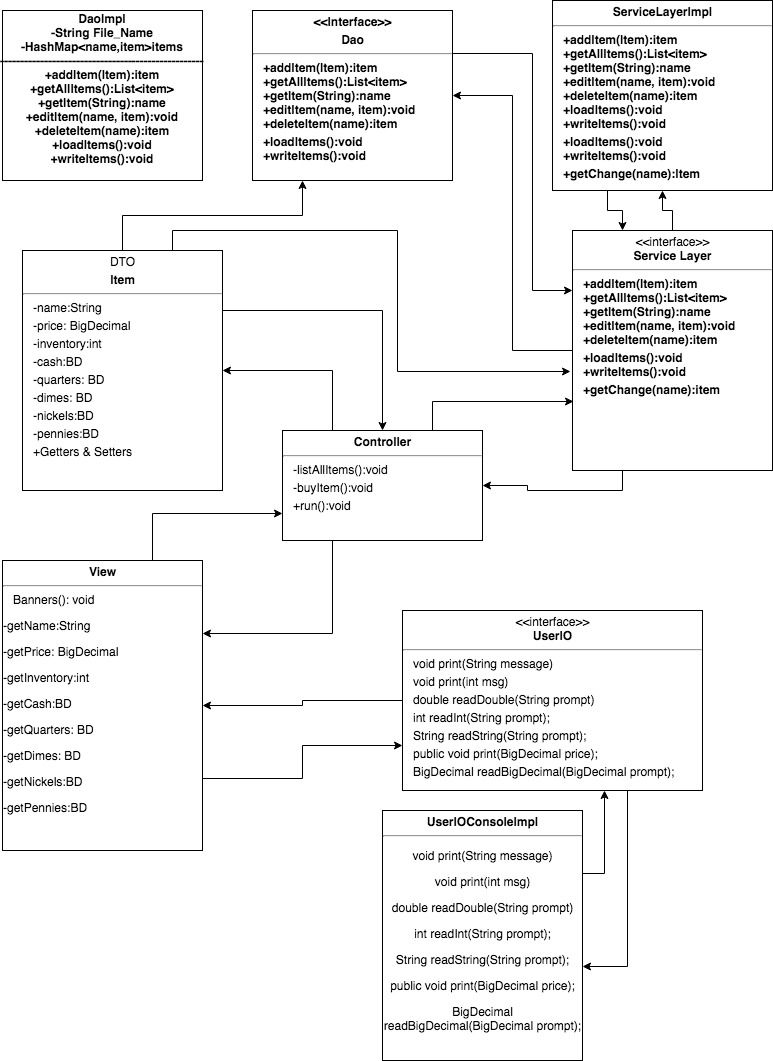 DaoImpl
-String File_Name
-HashMap<name,item>items
+addItem(Item):item
+getAllItems():List<item>
+getItem(String):name
+editItem(name, item):void
+deleteItem(name):item
+loadItems():void
+writeItems():void
<<Interface>>
Dao
+addItem(Item):item
+getAllItems():List<item>
+getItem(String):name
+editItem(name, item):void
+deleteItem(name):item
+loadItems():void
+writeItems():void
ServiceLayerImpl
+addItem(Item):item
+getAllItems():List<item>
+getItem(String):name
+editItem(name, item):void
+deleteItem(name):item
+loadItems():void
+writeItems():void
+loadItems():void
+writeItems():void
+getChange(name):Item
DTO
Item
-name:String
-price: BigDecimal
-inventory:int
-cash:BD
-quarters: BD
-dimes: BD
-nickels:BD
-pennies:BD
+Getters & Setters
<<interface>>
Service Layer
+addItem(Item):item
+getAllItems():List<item>
+getItem(String):name
+editItem(name, item):void
+deleteItem(name):item
+loadItems():void
+writeItems():void
+getChange(name):item
Controller
-listAllItems():void
-buyItem():void
+run():void
View
Banners(): void
-getName:String
-getPrice: BigDecimal
-getInventory:int
-getCash:BD
-getQuarters: BD
-getDimes: BD
-getNickels:BD
-getPennies:BD
<<interface>>
UserIO
void print(String message)
void print(int msg)
double readDouble(String prompt)
int readInt(String prompt);
String readString(String prompt);
public void print(BigDecimal price);
BigDecimal readBigDecimal(BigDecimal prompt);
UserIOConsoleImpl
void print(String message)
void print(int msg)
double readDouble(String prompt)
int readInt(String prompt);
String readString(String prompt);
public void print(BigDecimal price);
BigDecimal
readBigDecimal(BigDecimal prompt);